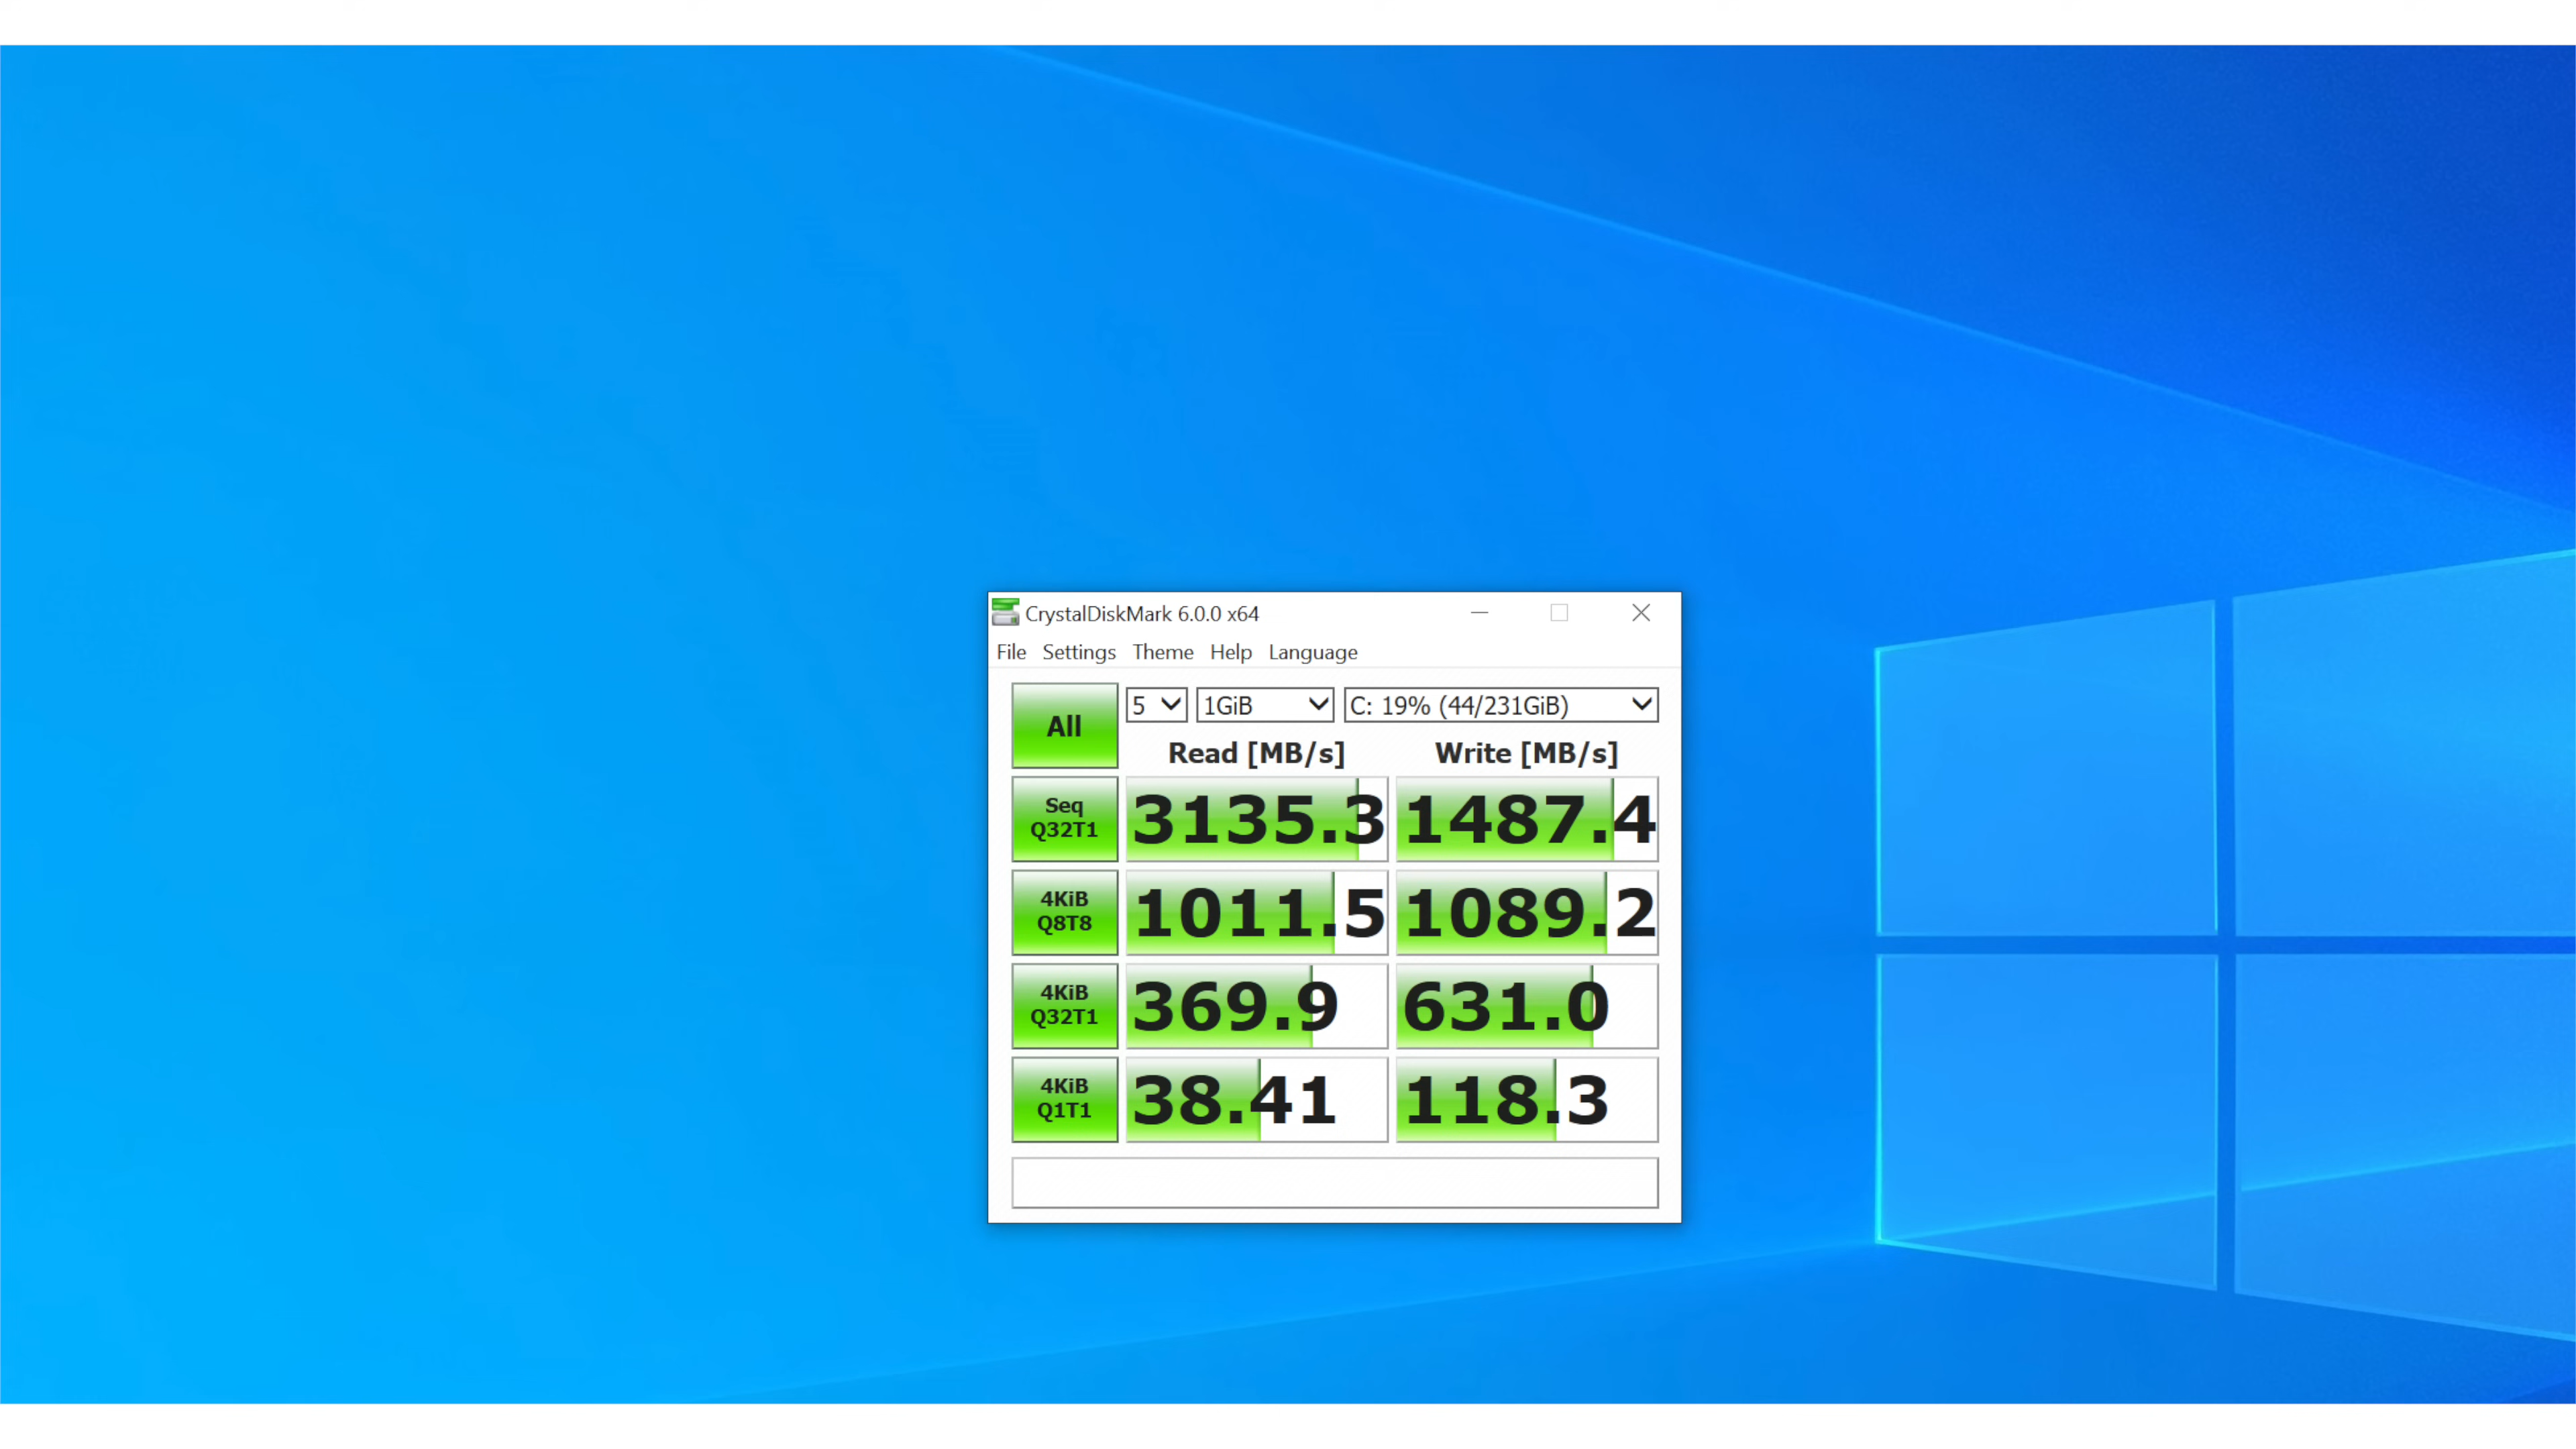 CrystalDiskMark 6.0.0 x64
File Settings Theme Help Language
All 5 1GiB C: 19% (44/231GiB)
Read [MB/s] Write [MB/s]
Seq
Q32T1 3135.3 1487.4
4KiB
Q8T8 1011.5 1089.2
4KiB
Q32T1 369.9 631.0
4KiB
Q1T1 38.41 118.3